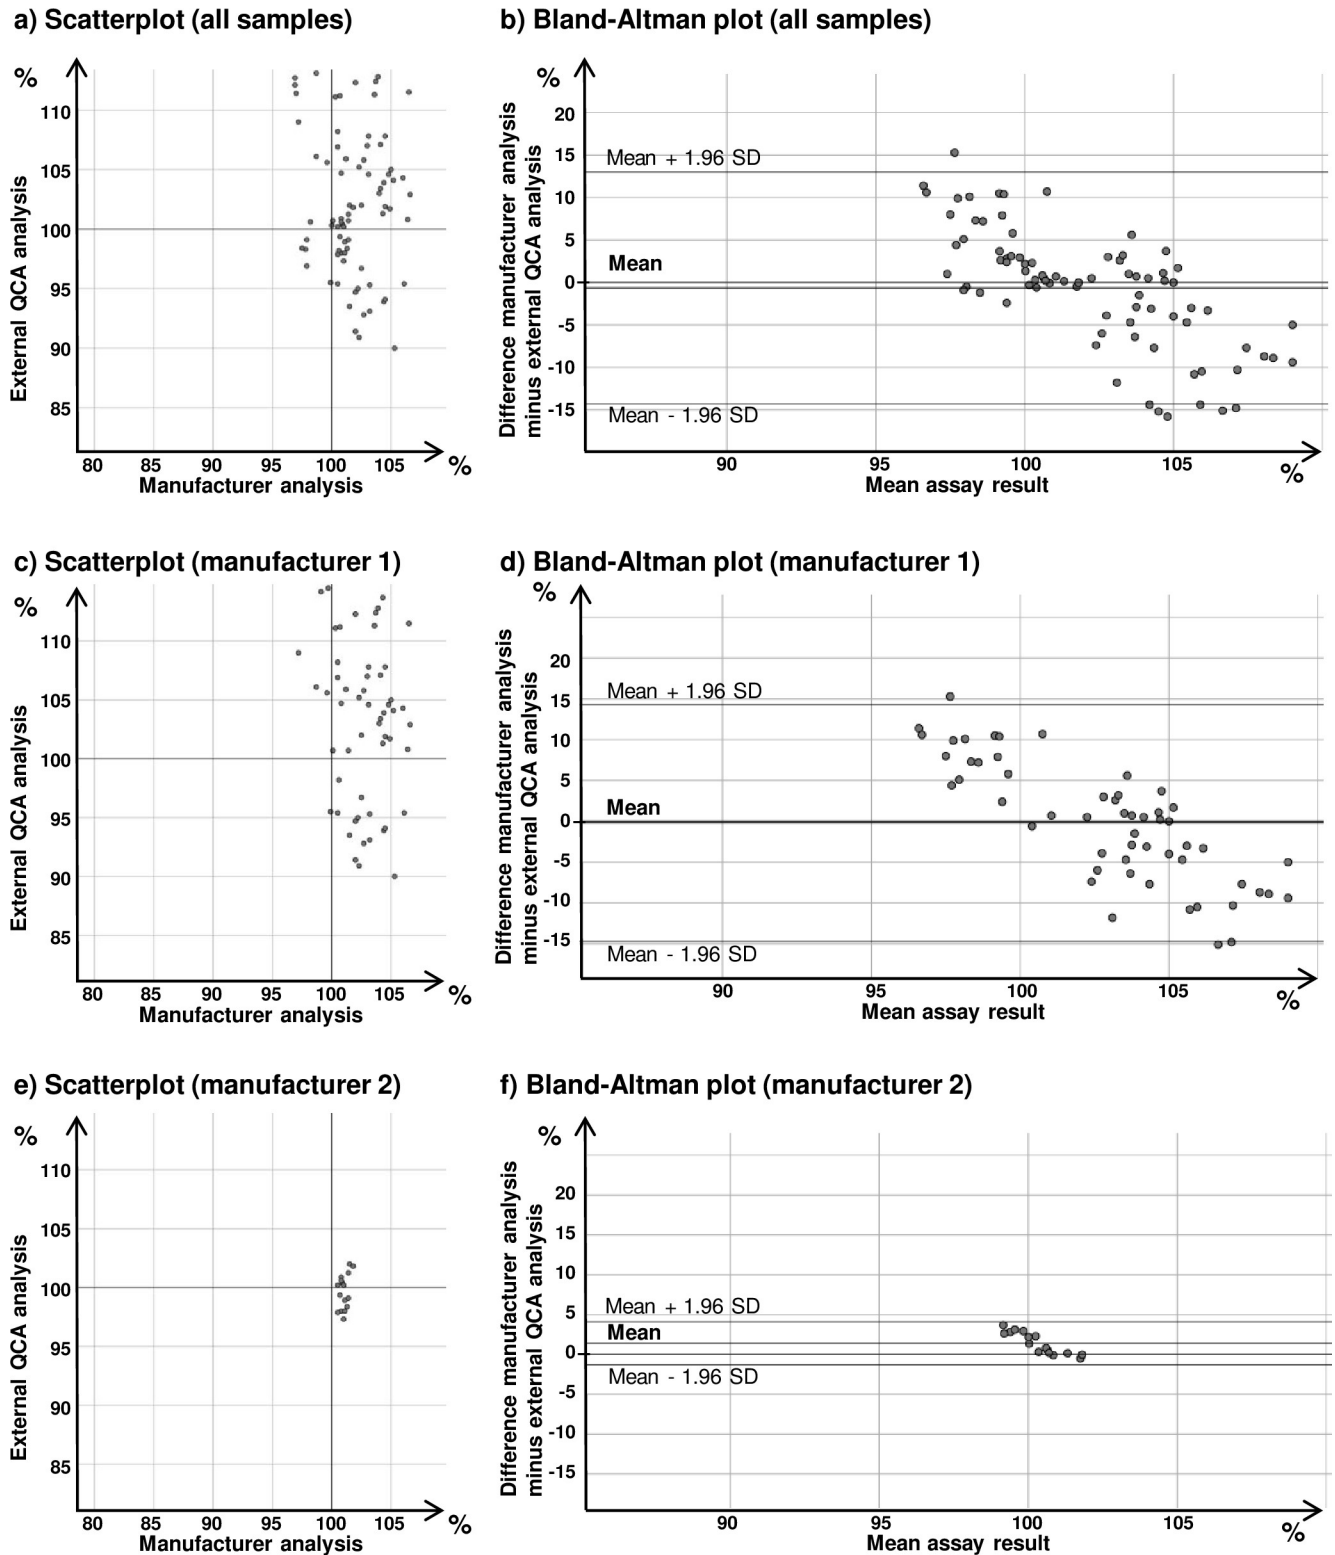 a) Scatterplot (all samples)
%
110
105
100
95
90
85
External QCA analysis
80 85 90 95 100 105
%
Manufacturer analysis
b) Bland-Altman plot (all samples)
%
20
15
10
5
0
-5
-10
-15
Difference manufacturer analysis
minus external QCA analysis
Mean + 1.96 SD
Mean
Mean - 1.96 SD
90 95 100 105
%
Mean assay result
c) Scatterplot (manufacturer 1)
%
110
105
100
95
90
85
External QCA analysis
80 85 90 95 100 105
%
Manufacturer analysis
d) Bland-Altman plot (manufacturer 1)
%
20
15
10
5
0
-5
-10
-15
Difference manufacturer analysis
minus external QCA analysis
Mean + 1.96 SD
Mean
Mean - 1.96 SD
90 95 100 105
%
Mean assay result
e) Scatterplot (manufacturer 2)
%
110
105
100
95
90
85
External QCA analysis
80 85 90 95 100 105
%
Manufacturer analysis
f) Bland-Altman plot (manufacturer 2)
%
20
15
10
5
0
-5
-10
-15
Difference manufacturer analysis
minus external QCA analysis
Mean + 1.96 SD
Mean
Mean - 1.96 SD
90 95 100 105
%
Mean assay result